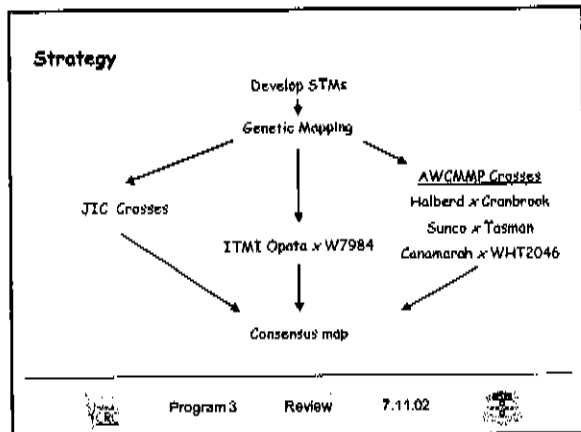 Strategy
Develop STMs
Genetic Mapping
JIC Crosses
ITMI Opata x W7984
AWCMMP Crosses
Halberd x Cranbrook
Sunco x Tasman
Canamarah x WHT2046
Consensus map
CRC Program 3 Review 7.11.02